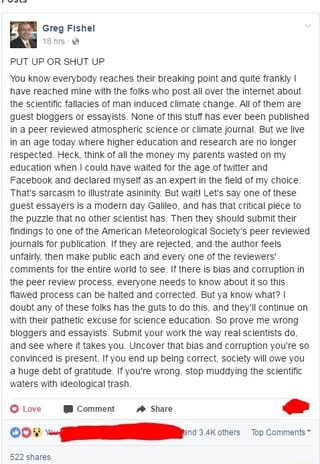 Posts
Greg Fishel
18 hrs ·
PUT UP OR SHUT UP
You know everybody reaches their breaking point and quite frankly I
have reached mine with the folks who post all over the internet about
the scientific fallacies of man induced climate change. All of them are
guest bloggers or essayists. None of this stuff has ever been published
in a peer reviewed atmospheric science or climate journal. But we live
in an age today where higher education and research are no longer
respected. Heck, think of all the money my parents wasted on my
education when I could have waited for the age of twitter and
Facebook and declared myself as an expert in the field of my choice.
That's sarcasm to illustrate asininity. But wait! Let's say one of these
guest essayers is a modern day Galileo, and has that critical piece to
the puzzle that no other scientist has. Then they should submit their
findings to one of the American Meteorological Society's peer reviewed
journals for publication. If they are rejected, and the author feels
unfairly, then make public each and every one of the reviewers'
comments for the entire world to see. If there is bias and corruption in
the peer review process, everyone needs to know about it so this
flawed process can be halted and corrected. But ya know what? I
doubt any of these folks has the guts to do this, and they'll continue on
with their pathetic excuse for science education. So prove me wrong
bloggers and essayists. Submit your work the way real scientists do,
and see where it takes you. Uncover that bias and corruption you're so
convinced is present. If you end up being correct, society will owe you
a huge debt of gratitude. If you're wrong, stop muddying the scientific
waters with ideological trash.
Love Comment Share
You and 3.4K others Top Comments
522 shares